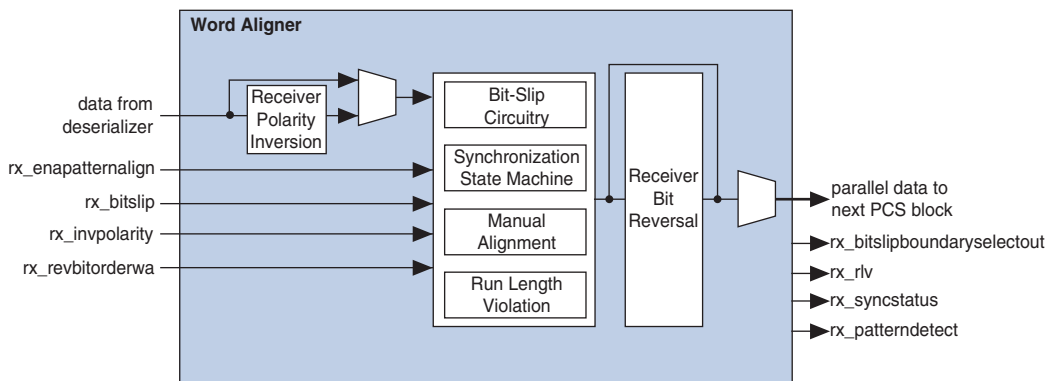 Word Aligner
data from
deserializer
Receiver
Polarity
Inversion
rx_enapatternalign
rx_bitslip
rx_invpolarity
rx_revbitorderwa
Bit-Slip
Circuitry
Synchronization
State Machine
Manual
Alignment
Run Length
Violation
Receiver
Bit
Reversal
parallel data to
next PCS block
rx_bitslipboundaryselectout
rx_rlv
rx_syncstatus
rx_patterndetect